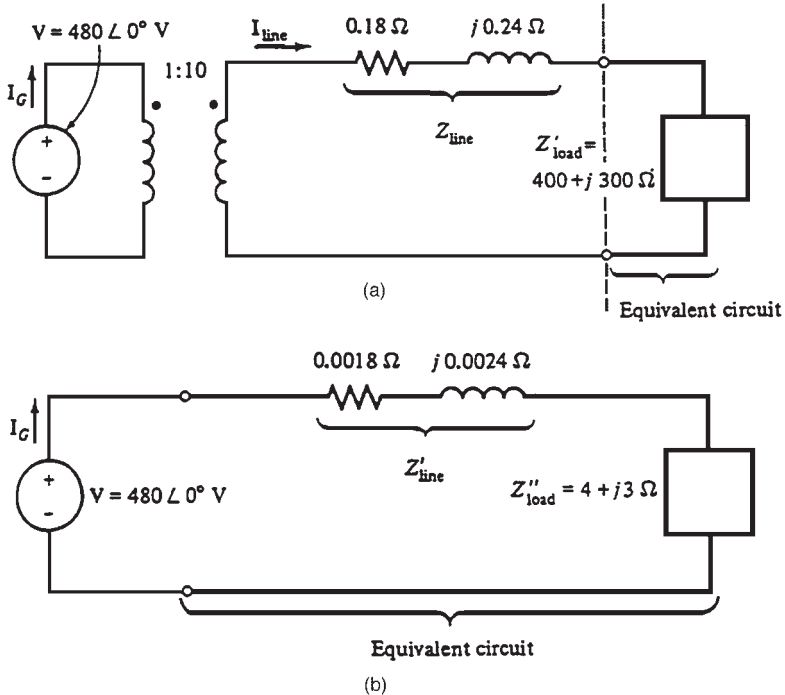 V = 480 ∠ 0° V
I_line
0.18 Ω
j 0.24 Ω
I_G
1:10
+
-
Z_line
Z'_load =
400 + j 300 Ω
(a)
Equivalent circuit
0.0018 Ω
j 0.0024 Ω
I_G
+
-
V = 480 ∠ 0° V
Z'_line
Z''_load = 4 + j3 Ω
Equivalent circuit
(b)